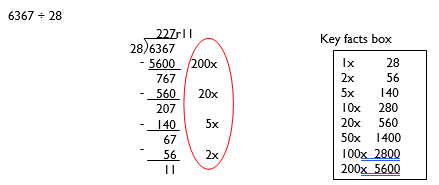 6367 ÷ 28
227r11
28)6367
- 5600 200x
767
- 560 20x
207
- 140 5x
67
- 56 2x
11
Key facts box
1x 28
2x 56
5x 140
10x 280
20x 560
50x 1400
100x 2800
200x 5600